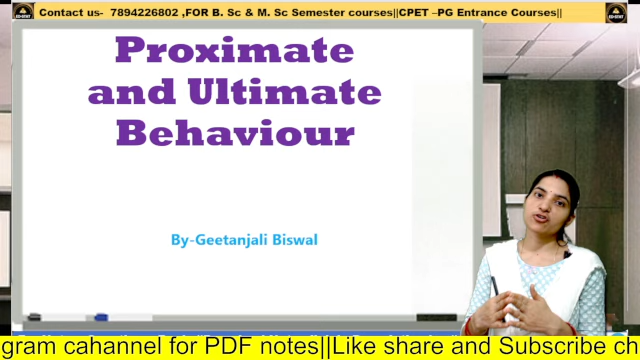 Contact us-  7894226802 ,FOR B. Sc & M. Sc Semester courses||CPET –PG Entrance Courses||
Proximate
and Ultimate
Behaviour
By-Geetanjali Biswal
gram cahannel for PDF notes||Like share and Subscribe ch